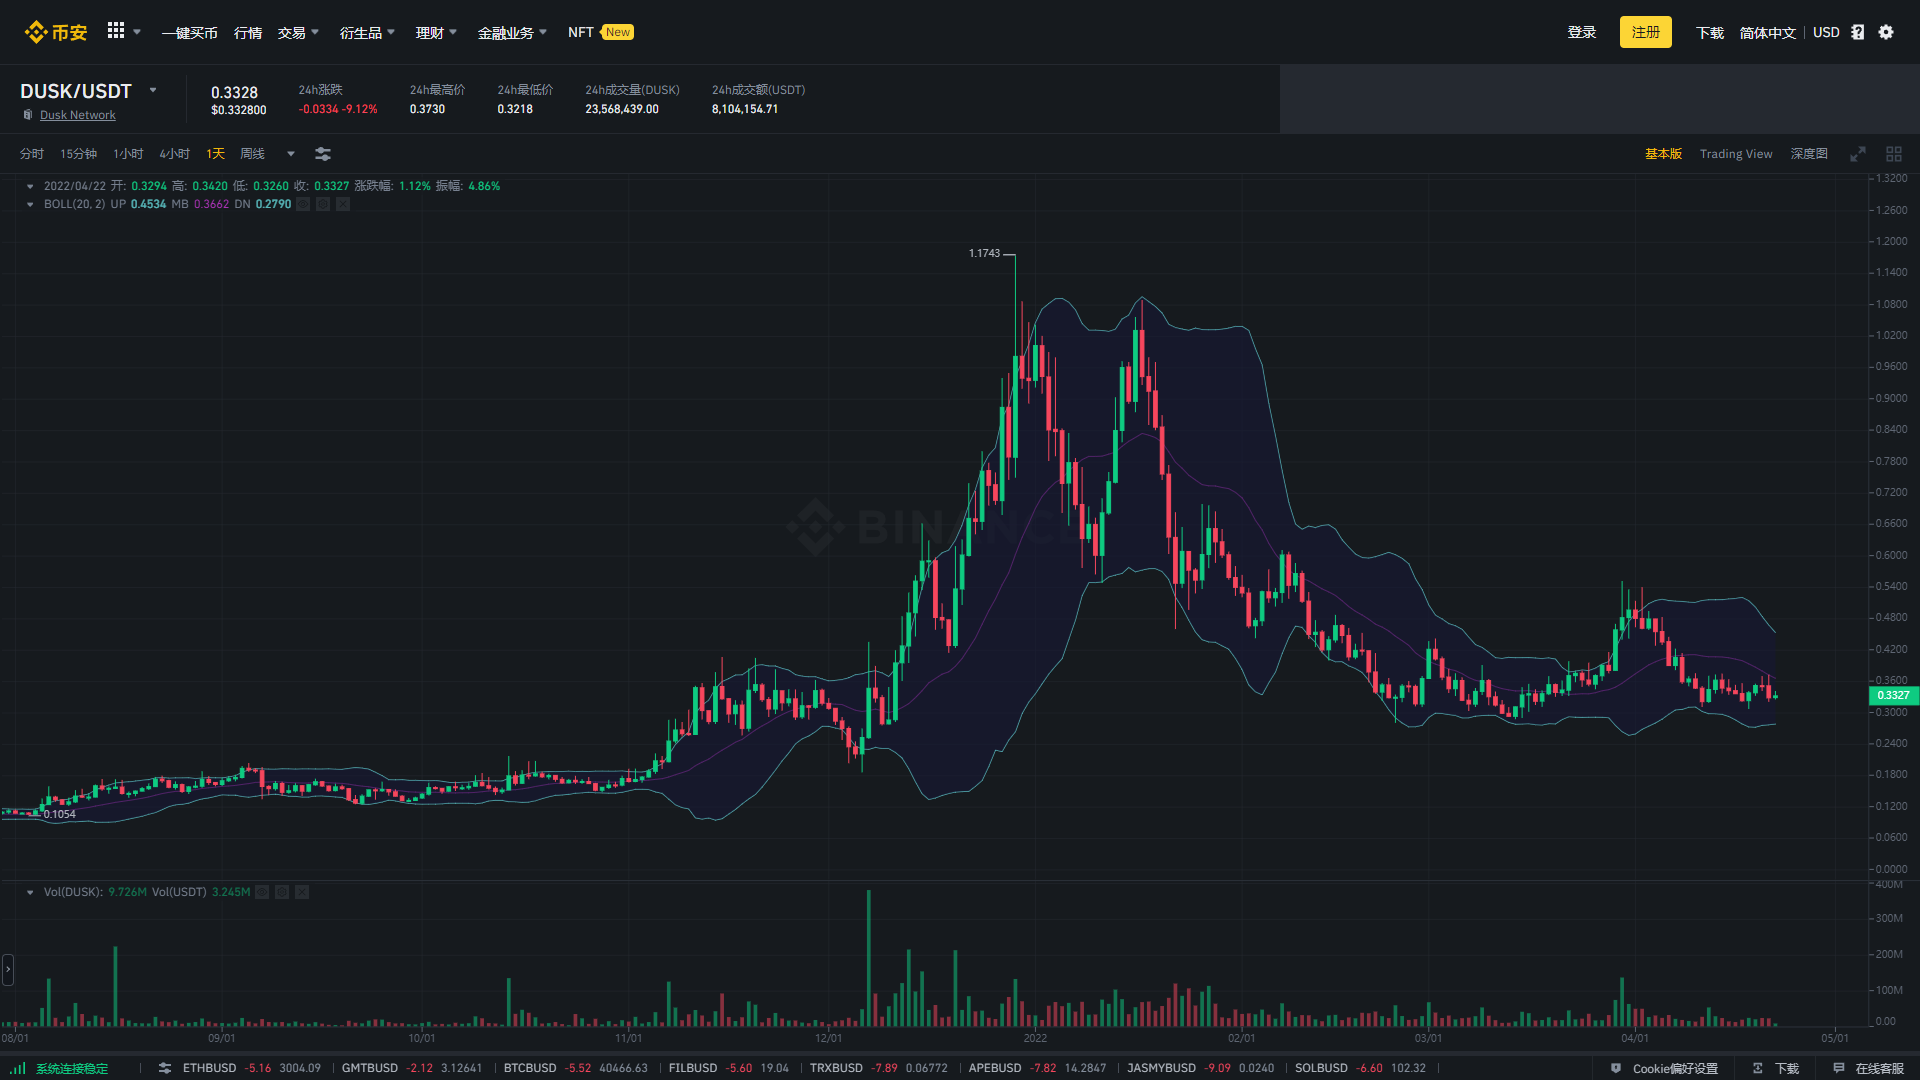 币安 一键买币 行情 交易 衍生品 理财 金融业务 NFT New 登录 注册 下载 简体中文 USD
DUSK/USDT
Dusk Network
0.3328
$0.332800
24h涨跌
-0.0334 -9.12%
24h最高价
0.3730
24h最低价
0.3218
24h成交量(DUSK)
23,568,439.00
24h成交额(USDT)
8,104,154.71
分时 15分钟 1小时 4小时 1天 周线 基本版 Trading View 深度图
2022/04/22 开: 0.3294 高: 0.3420 低: 0.3260 收: 0.3327 涨跌幅: 1.12% 振幅: 4.86%
BOLL(20, 2) UP 0.4534 MB 0.3662 DN 0.2790
1.1743
0.1054
BINANCE
1.3200
1.2600
1.2000
1.1400
1.0800
1.0200
0.9600
0.9000
0.8400
0.7800
0.7200
0.6600
0.6000
0.5400
0.4800
0.4200
0.3600
0.3327
0.3000
0.2400
0.1800
0.1200
0.0600
0.0000
Vol(DUSK): 9.726M Vol(USDT) 3.245M
400M
300M
200M
100M
0.00
08/01 09/01 10/01 11/01 12/01 2022 02/01 03/01 04/01 05/01
系统连接稳定 ETHBUSD -5.16 3004.09 GMTBUSD -2.12 3.12641 BTCBUSD -5.52 40466.63 FILBUSD -5.60 19.04 TRXBUSD -7.89 0.06772 APEBUSD -7.82 14.2847 JASMYBUSD -9.09 0.0240 SOLBUSD -6.60 102.32 Cookie偏好设置 下载 在线客服